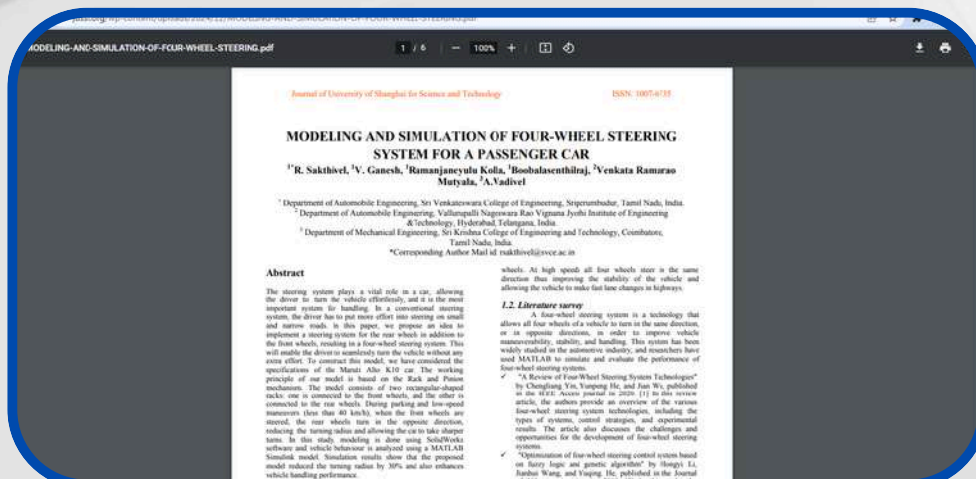 MODELING-AND-SIMULATION-OF-FOUR-WHEEL-STEERING.pdf
1 / 6
100%
Journal of University of Shanghai for Science and Technology
ISSN: 1007-6735
MODELING AND SIMULATION OF FOUR-WHEEL STEERING
SYSTEM FOR A PASSENGER CAR
1*R. Sakthivel, 1V. Ganesh, 1Ramanjaneyulu Kolla, 1Boobalasenthilraj, 2Venkata Ramarao
Mutyala, 3A.Vadivel
1 Department of Automobile Engineering, Sri Venkateswara College of Engineering, Sriperumbudur, Tamil Nadu, India.
2 Department of Automobile Engineering, Vallurupalli Nageswara Rao Vignana Jyothi Institute of Engineering
&Technology, Hyderabad, Telangana, India.
3 Department of Mechanical Engineering, Sri Krishna College of Engineering and Technology, Coimbatore,
Tamil Nadu, India.
*Corresponding Author Mail id: rsakthivel@svce.ac.in
Abstract
The steering system plays a vital role in a car, allowing
the driver to turn the vehicle effortlessly, and it is the most
important system for handling. In a conventional steering
system, the driver has to put more effort into steering on small
and narrow roads. in this paper, we propose an idea to
implement a steering system for the rear wheels in addition to
the front wheels, resulting in a four-wheel steering system. This
will enable the driver to seamlessly turn the vehicle without any
extra effort. To construct this model, we have considered the
specifications of the Maruti Alto K10 car. The working
principle of our model is based on the Rack and Pinion
mechanism. The model consists of two rectangular-shaped
racks: one is connected to the front wheels, and the other is
connected to the rear wheels. During parking and low-speed
maneuvers (less than 40 km/h), when the front wheels are
steered, the rear wheels turn in the opposite direction,
reducing the turning radius and allowing the car to take sharper
turns. In this study, modeling is done using SolidWorks
software and vehicle behaviour is analyzed using a MATLAB
Simulink model. Simulation results show that the proposed
model reduced the turning radius by 30% and also enhances
vehicle handling performance.
wheels. At high speeds all four wheels steer in the same
direction thus improving the stability of the vehicle and
allowing the vehicle to make fast lane changes in highways.
1.2. Literature survey
A four-wheel steering system is a technology that
allows all four wheels of a vehicle to turn in the same direction,
or in opposite directions, in order to improve vehicle
maneuverability, stability, and handling. This system has been
widely studied in the automotive industry, and researchers have
used MATLAB to simulate and evaluate the performance of
four-wheel steering systems.
✓ "A Review of Four-Wheel Steering System Technologies"
by Chengliang Yin, Yunpeng He, and Jian Wu, published
in the IEEE Access journal in 2020. [1] In this review
article, the authors provide an overview of the various
four-wheel steering system technologies, including the
types of systems, control strategies, and experimental
results. The article also discusses the challenges and
opportunities for the development of four-wheel steering
systems.
✓ "Optimization of four-wheel steering control system based
on fuzzy logic and genetic algorithm" by Hongyi Li,
Jianhui Wang, and Yuqing He, published in the Journal